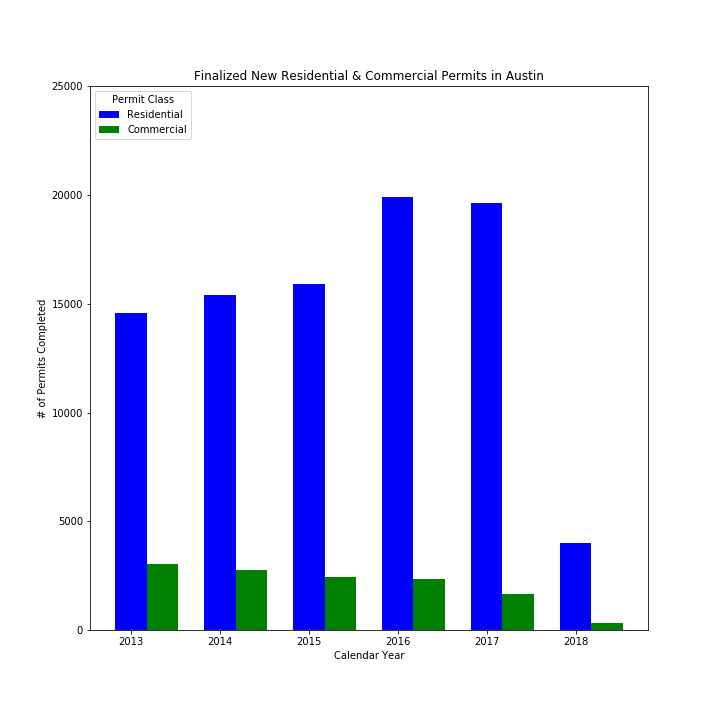 Finalized New Residential & Commercial Permits in Austin
25000
Permit Class
Residential
Commercial
20000
15000
# of Permits Completed
10000
5000
0
2013 2014 2015 2016 2017 2018
Calendar Year